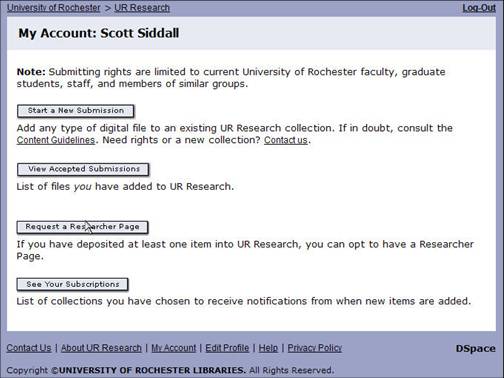 University of Rochester > UR Research Log-Out
My Account: Scott Siddall
Note: Submitting rights are limited to current University of Rochester faculty, graduate
students, staff, and members of similar groups.
Start a New Submission
Add any type of digital file to an existing UR Research collection. If in doubt, consult the
Content Guidelines. Need rights or a new collection? Contact us.
View Accepted Submissions
List of files you have added to UR Research.
Request a Researcher Page
If you have deposited at least one item into UR Research, you can opt to have a Researcher
Page.
See Your Subscriptions
List of collections you have chosen to receive notifications from when new items are added.
Contact Us | About UR Research | My Account | Edit Profile | Help | Privacy Policy DSpace
Copyright ©UNIVERSITY OF ROCHESTER LIBRARIES. All Rights Reserved.